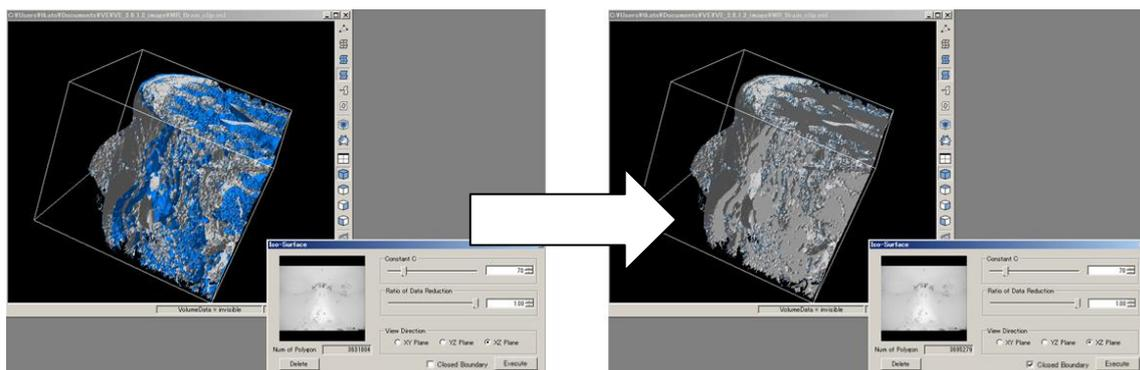 Iso-Surface
Constant C
70
Ratio of Data Reduction
1.00
View Direction
XY Plane YZ Plane XZ Plane
Num of Polygon
Delete Closed Boundary Execute
VolumeData = invisible
Iso-Surface
Constant C
70
Ratio of Data Reduction
1.00
View Direction
XY Plane YZ Plane XZ Plane
Num of Polygon
Delete Closed Boundary Execute
VolumeData = invisible